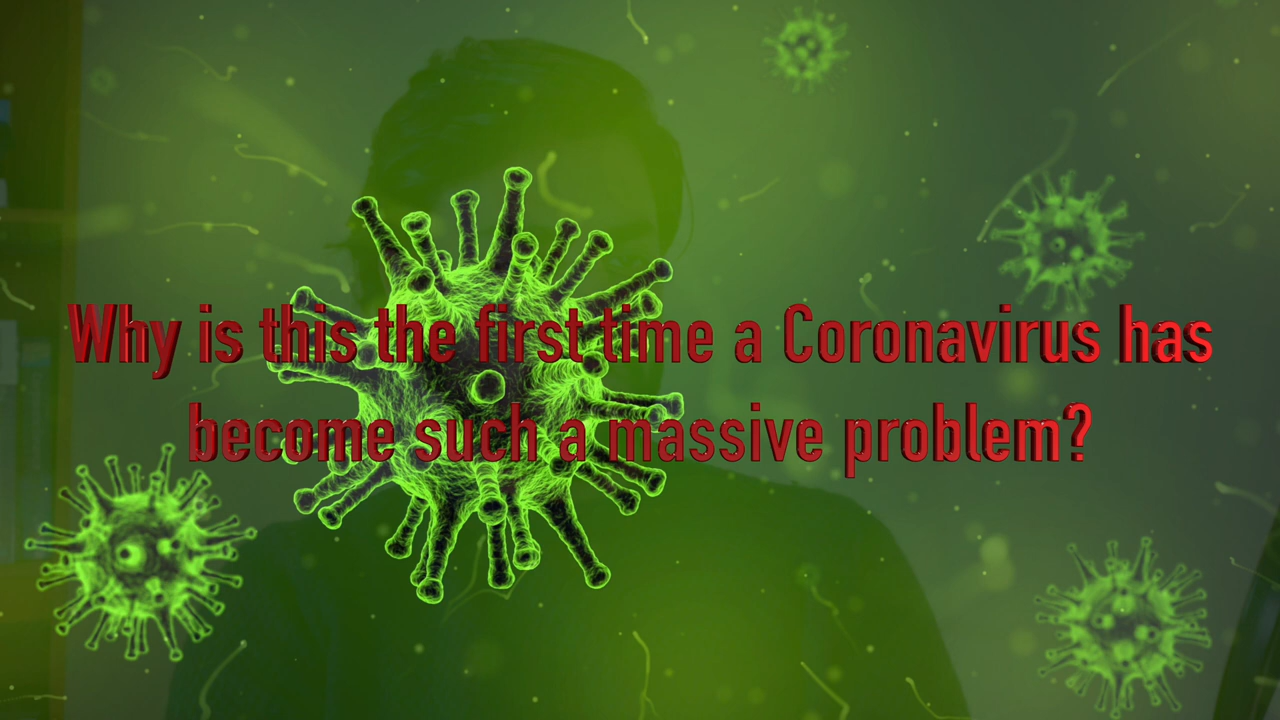 Why is this the first time a Coronavirus has
become such a massive problem?